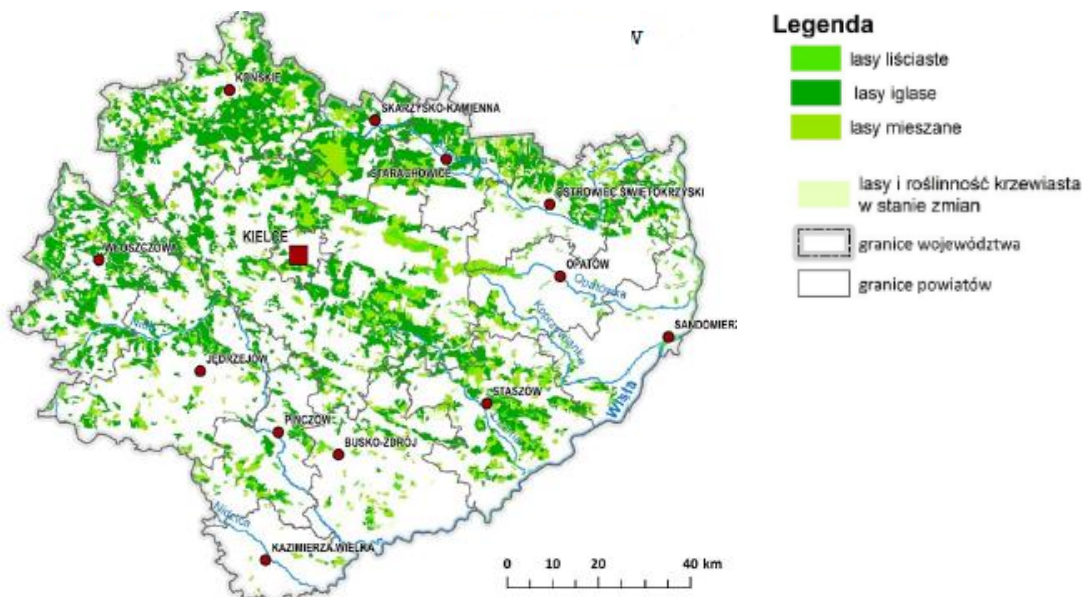 V
KOŃSKIE
SKARŻYSKO-KAMIENNA
STARACHOWICE
OSTROWIEC ŚWIĘTOKRZYSKI
KIELCE
WŁOSZCZOWA
OPATÓW
Opatówka
Koprzywianka
SANDOMIERZ
Nida
JĘDRZEJÓW
STASZÓW
Wisła
Czarna
PIŃCZÓW
BUSKO-ZDRÓJ
Nidzica
KAZIMIERZA WIELKA
0 10 20 40 km
Legenda
lasy liściaste
lasy iglase
lasy mieszane
lasy i roślinność krzewiasta
w stanie zmian
granice województwa
granice powiatów